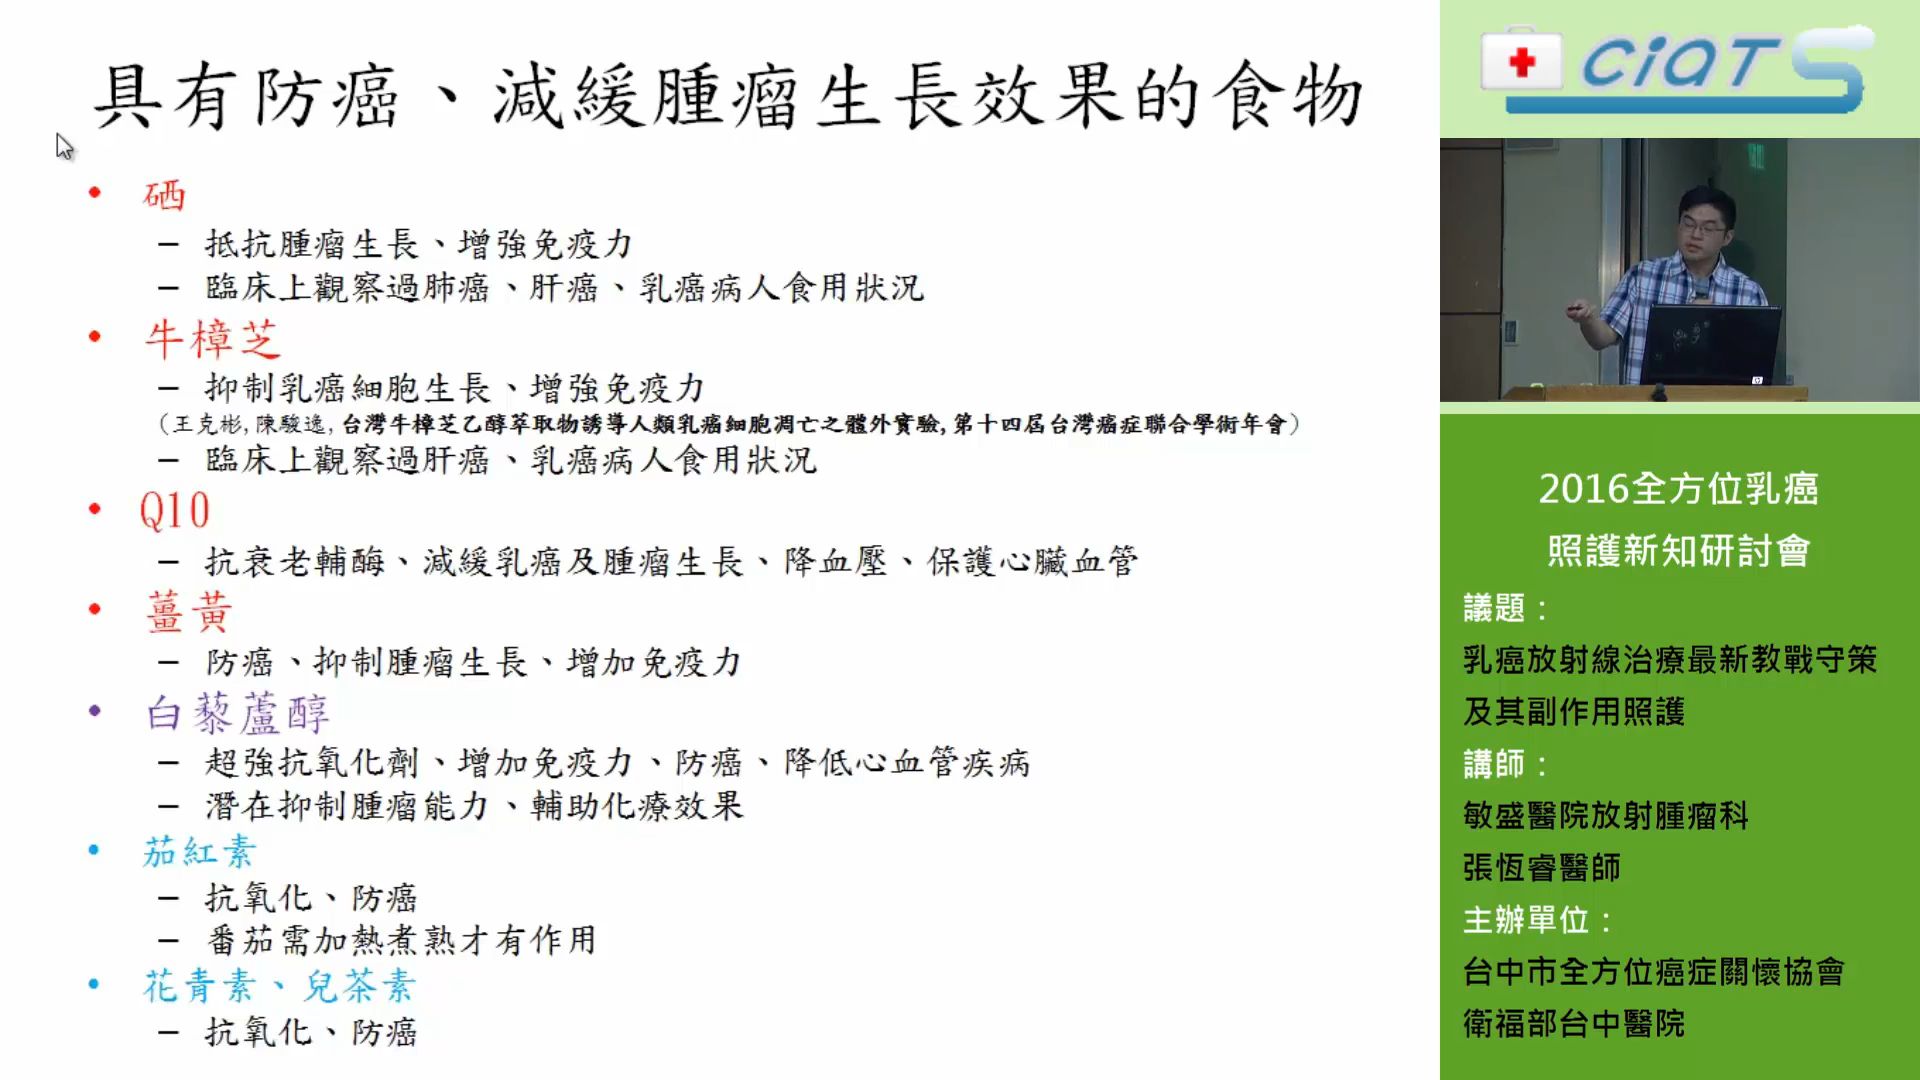 具有防癌、減緩腫瘤生長效果的食物
• 硒
– 抵抗腫瘤生長、增強免疫力
– 臨床上觀察過肺癌、肝癌、乳癌病人食用狀況
• 牛樟芝
– 抑制乳癌細胞生長、增強免疫力
(王克彬, 陳駿逸, 台灣牛樟芝乙醇萃取物誘導人類乳癌細胞凋亡之體外實驗, 第十四屆台灣癌症聯合學術年會)
– 臨床上觀察過肝癌、乳癌病人食用狀況
• Q10
– 抗衰老輔酶、減緩乳癌及腫瘤生長、降血壓、保護心臟血管
• 薑黃
– 防癌、抑制腫瘤生長、增加免疫力
• 白藜蘆醇
– 超強抗氧化劑、增加免疫力、防癌、降低心血管疾病
– 潛在抑制腫瘤能力、輔助化療效果
• 茄紅素
– 抗氧化、防癌
– 番茄需加熱煮熟才有作用
• 花青素、兒茶素
– 抗氧化、防癌
CiaTS
2016全方位乳癌
照護新知研討會
議題：
乳癌放射線治療最新教戰守策
及其副作用照護
講師：
敏盛醫院放射腫瘤科
張恆睿醫師
主辦單位：
台中市全方位癌症關懷協會
衛福部台中醫院